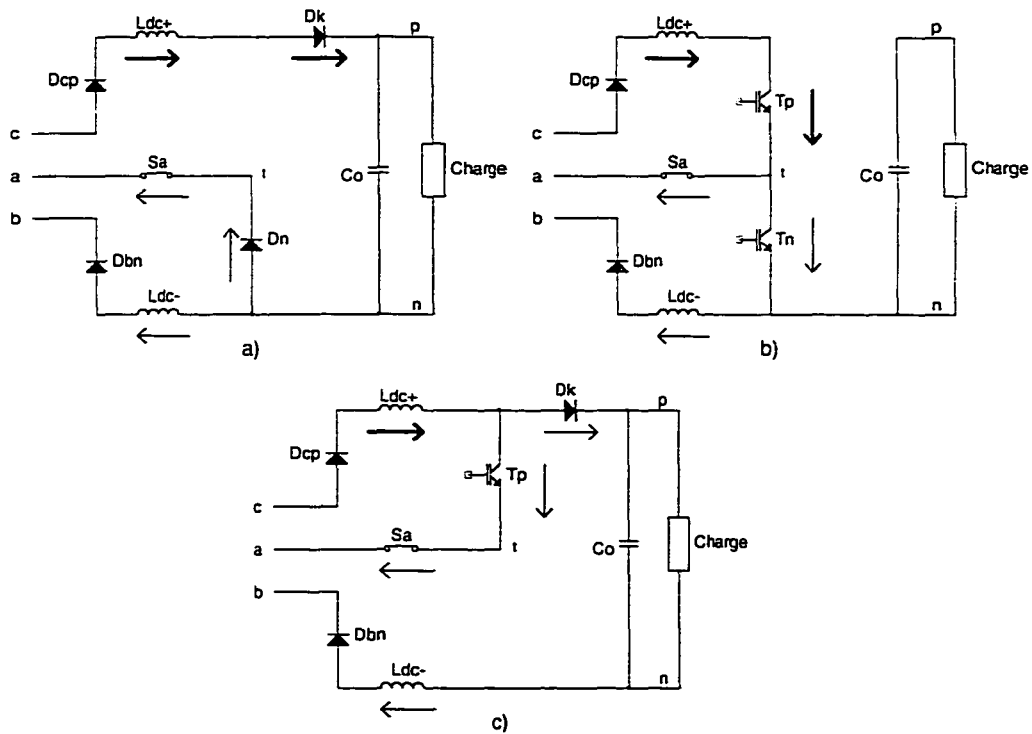 Ldc+
Dk
p
Dcp
c
Sa
a
t
Co
Charge
b
Dn
Dbn
Ldc-
n
a)
Ldc+
p
Dcp
Tp
c
Sa
a
t
Co
Charge
b
Tn
Dbn
Ldc-
n
b)
Ldc+
Dk
p
Dcp
Tp
c
Sa
a
t
Co
Charge
b
Dbn
Ldc-
n
c)